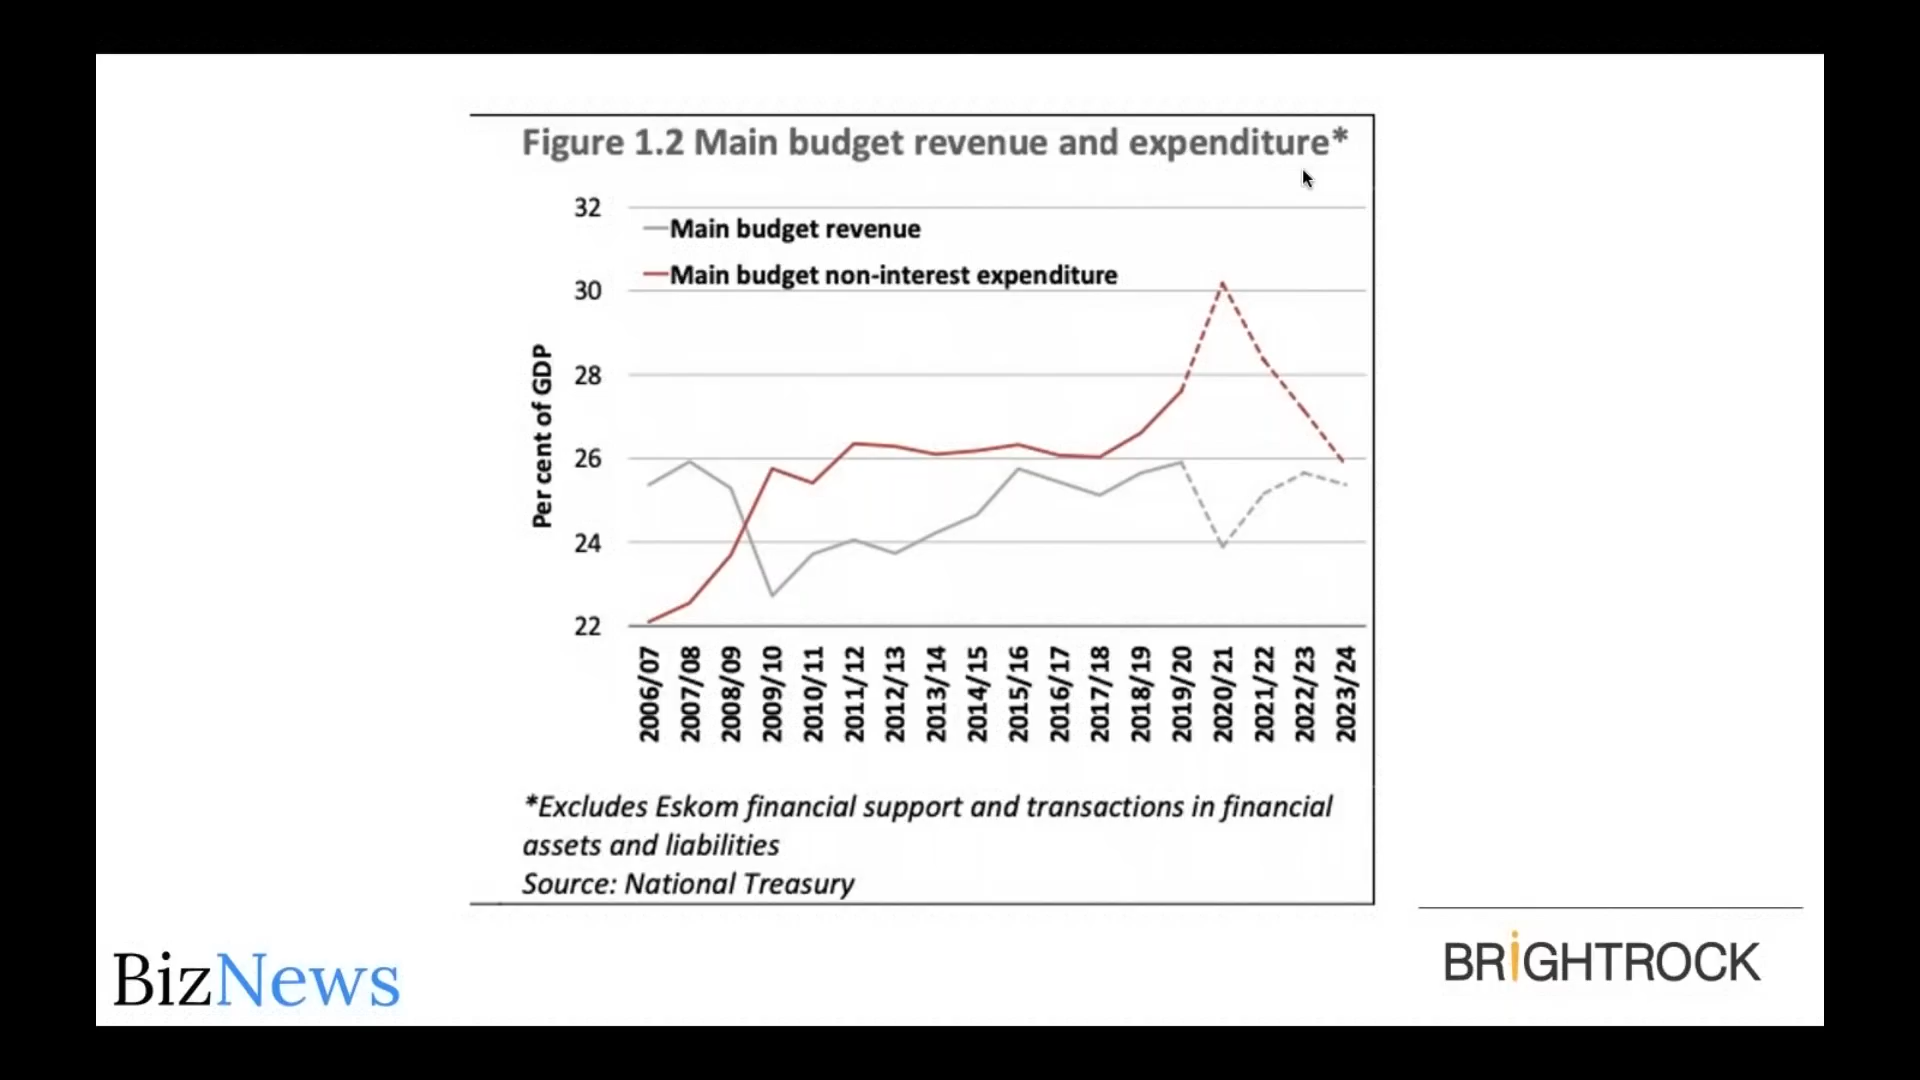 Figure 1.2 Main budget revenue and expenditure*
32
Main budget revenue
Main budget non-interest expenditure
30
28
26
24
22
Per cent of GDP
2006/07
2007/08
2008/09
2009/10
2010/11
2011/12
2012/13
2013/14
2014/15
2015/16
2016/17
2017/18
2018/19
2019/20
2020/21
2021/22
2022/23
2023/24
*Excludes Eskom financial support and transactions in financial
assets and liabilities
Source: National Treasury
BizNews
BRiGHTROCK